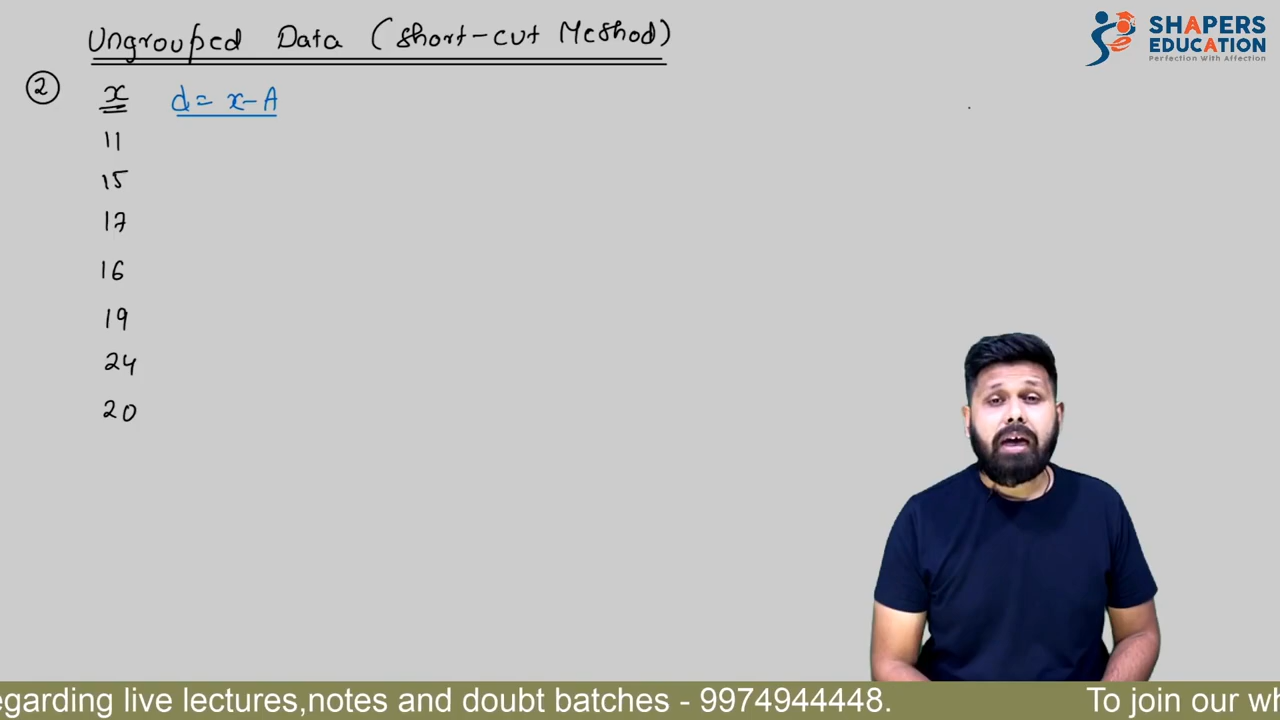 Ungrouped Data (Short-cut Method)
SHAPERS
EDUCATION
Perfection With Affection
2 x d = x - A
11
15
17
16
19
24
20
egarding live lectures,notes and doubt batches - 9974944448. To join our wh